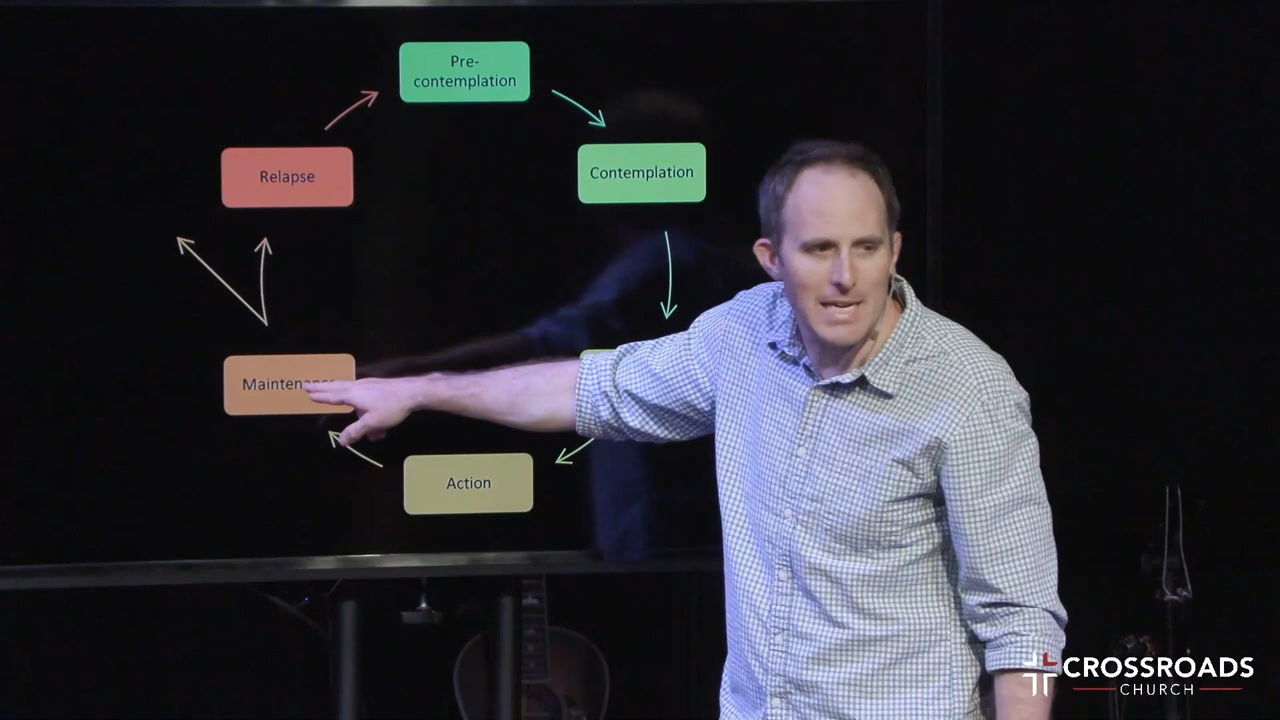 Pre-
contemplation
Relapse
Contemplation
Action
CROSSROADS
CHURCH